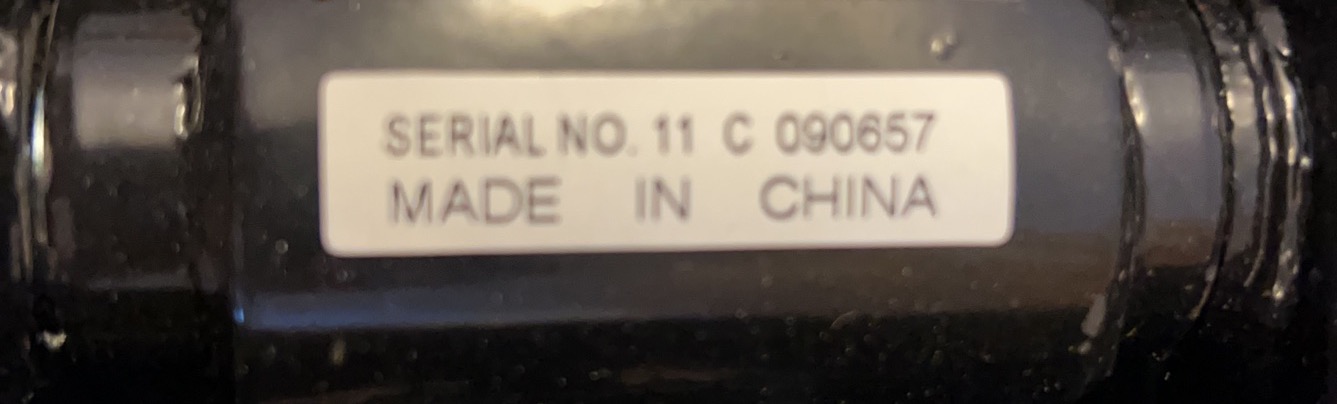 SERIAL NO. 11 C 090657
MADE IN CHINA